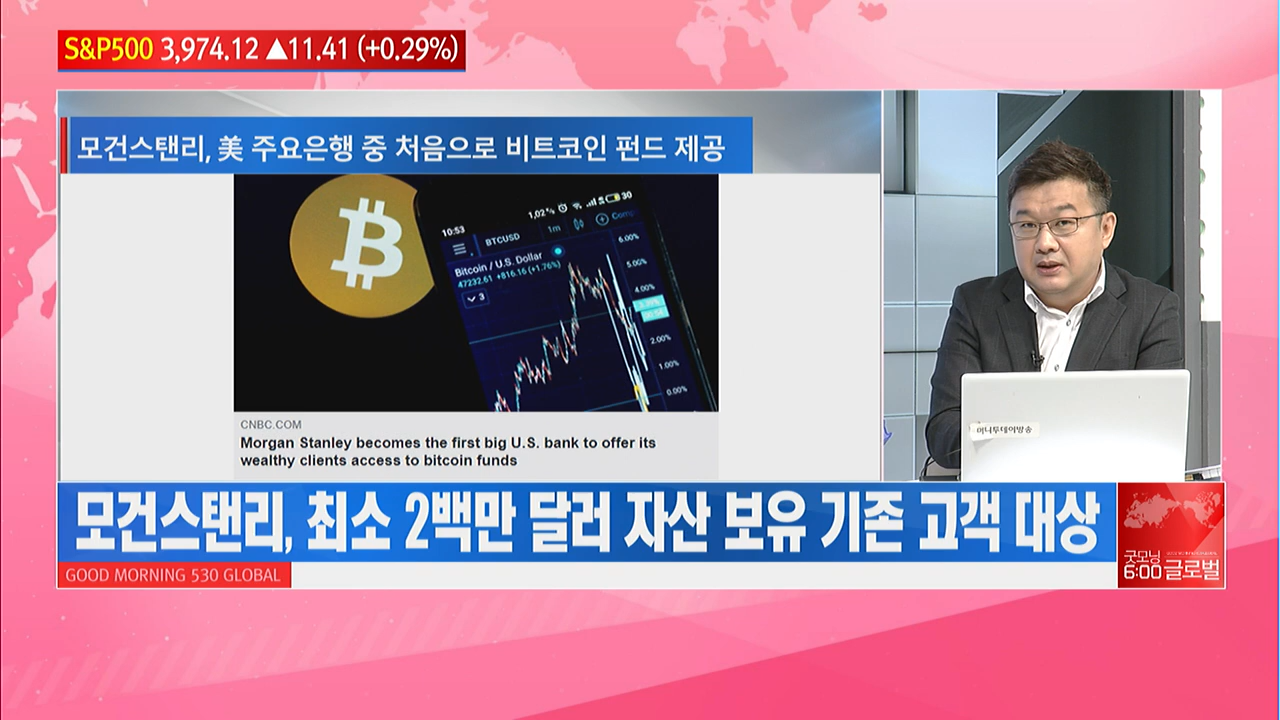 S&P500 3,974.12 ▲11.41 (+0.29%)
모건스탠리, 美 주요은행 중 처음으로 비트코인 펀드 제공
10:53
1,02 30
BTCUSD 1m
Bitcoin / U.S. Dollar
47232.61 +816.16 (+1.76%)
3
6.00%
5.00%
4.00%
2.00%
1.00%
0.00%
CNBC.COM
Morgan Stanley becomes the first big U.S. bank to offer its
wealthy clients access to bitcoin funds
머니투데이방송
모건스탠리, 최소 2백만 달러 자산 보유 기존 고객 대상
GOOD MORNING 530 GLOBAL
굿모닝
6:00 글로벌